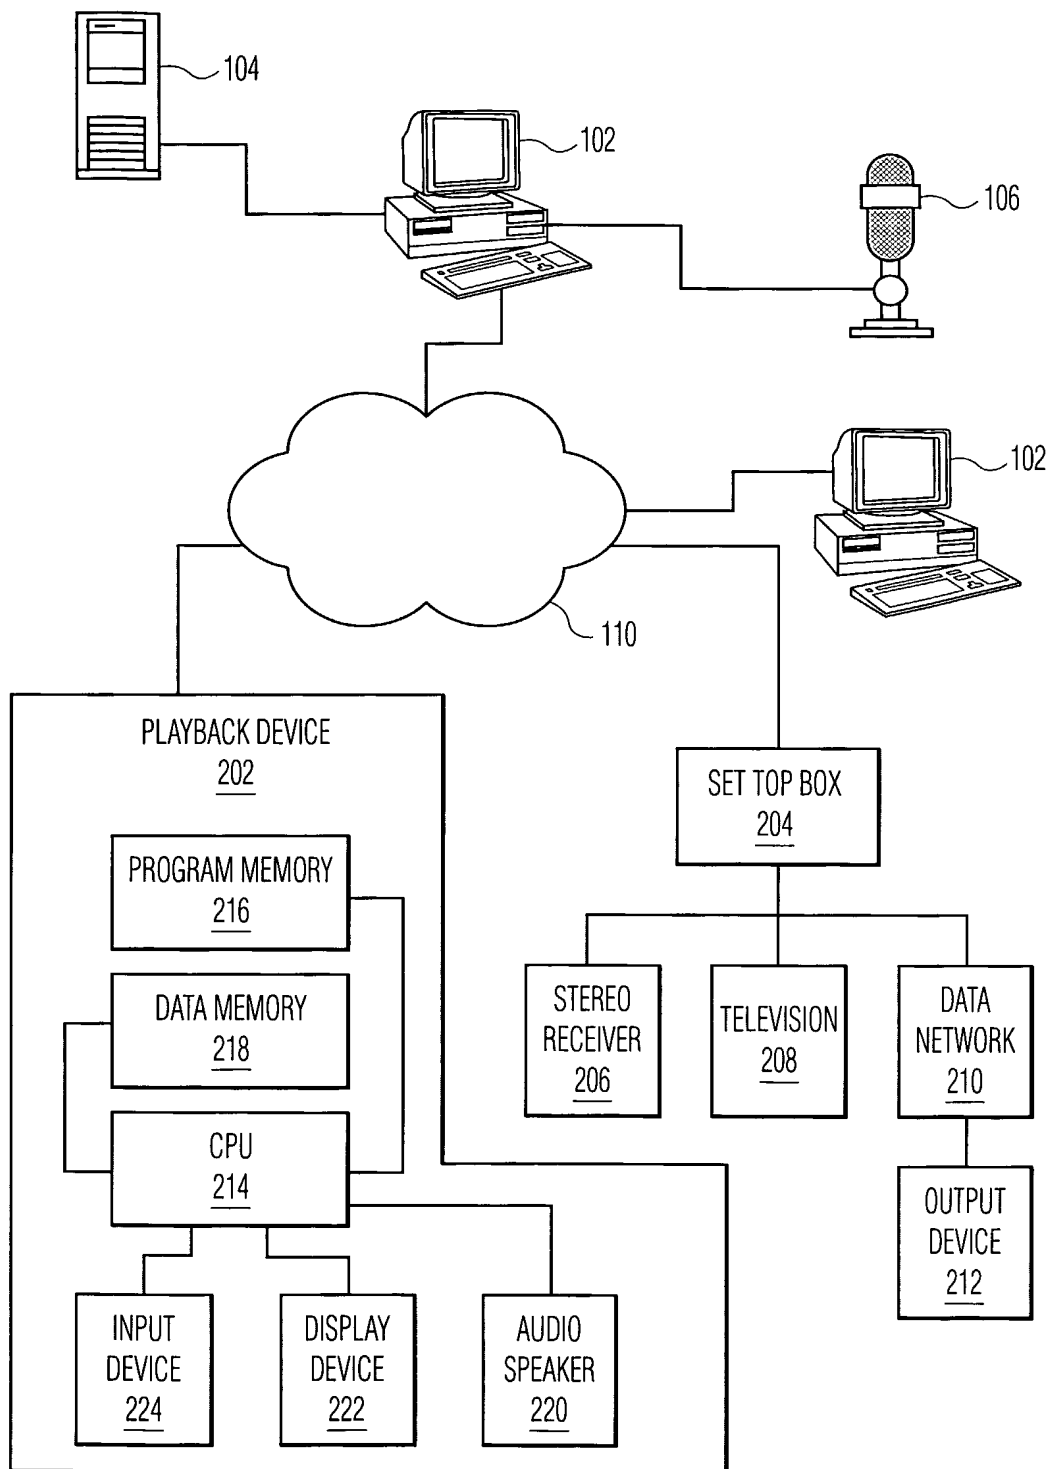 104
102
106
102
110
PLAYBACK DEVICE
202
SET TOP BOX
204
PROGRAM MEMORY
216
DATA MEMORY
218
CPU
214
STEREO
RECEIVER
206
TELEVISION
208
DATA
NETWORK
210
OUTPUT
DEVICE
212
INPUT
DEVICE
224
DISPLAY
DEVICE
222
AUDIO
SPEAKER
220